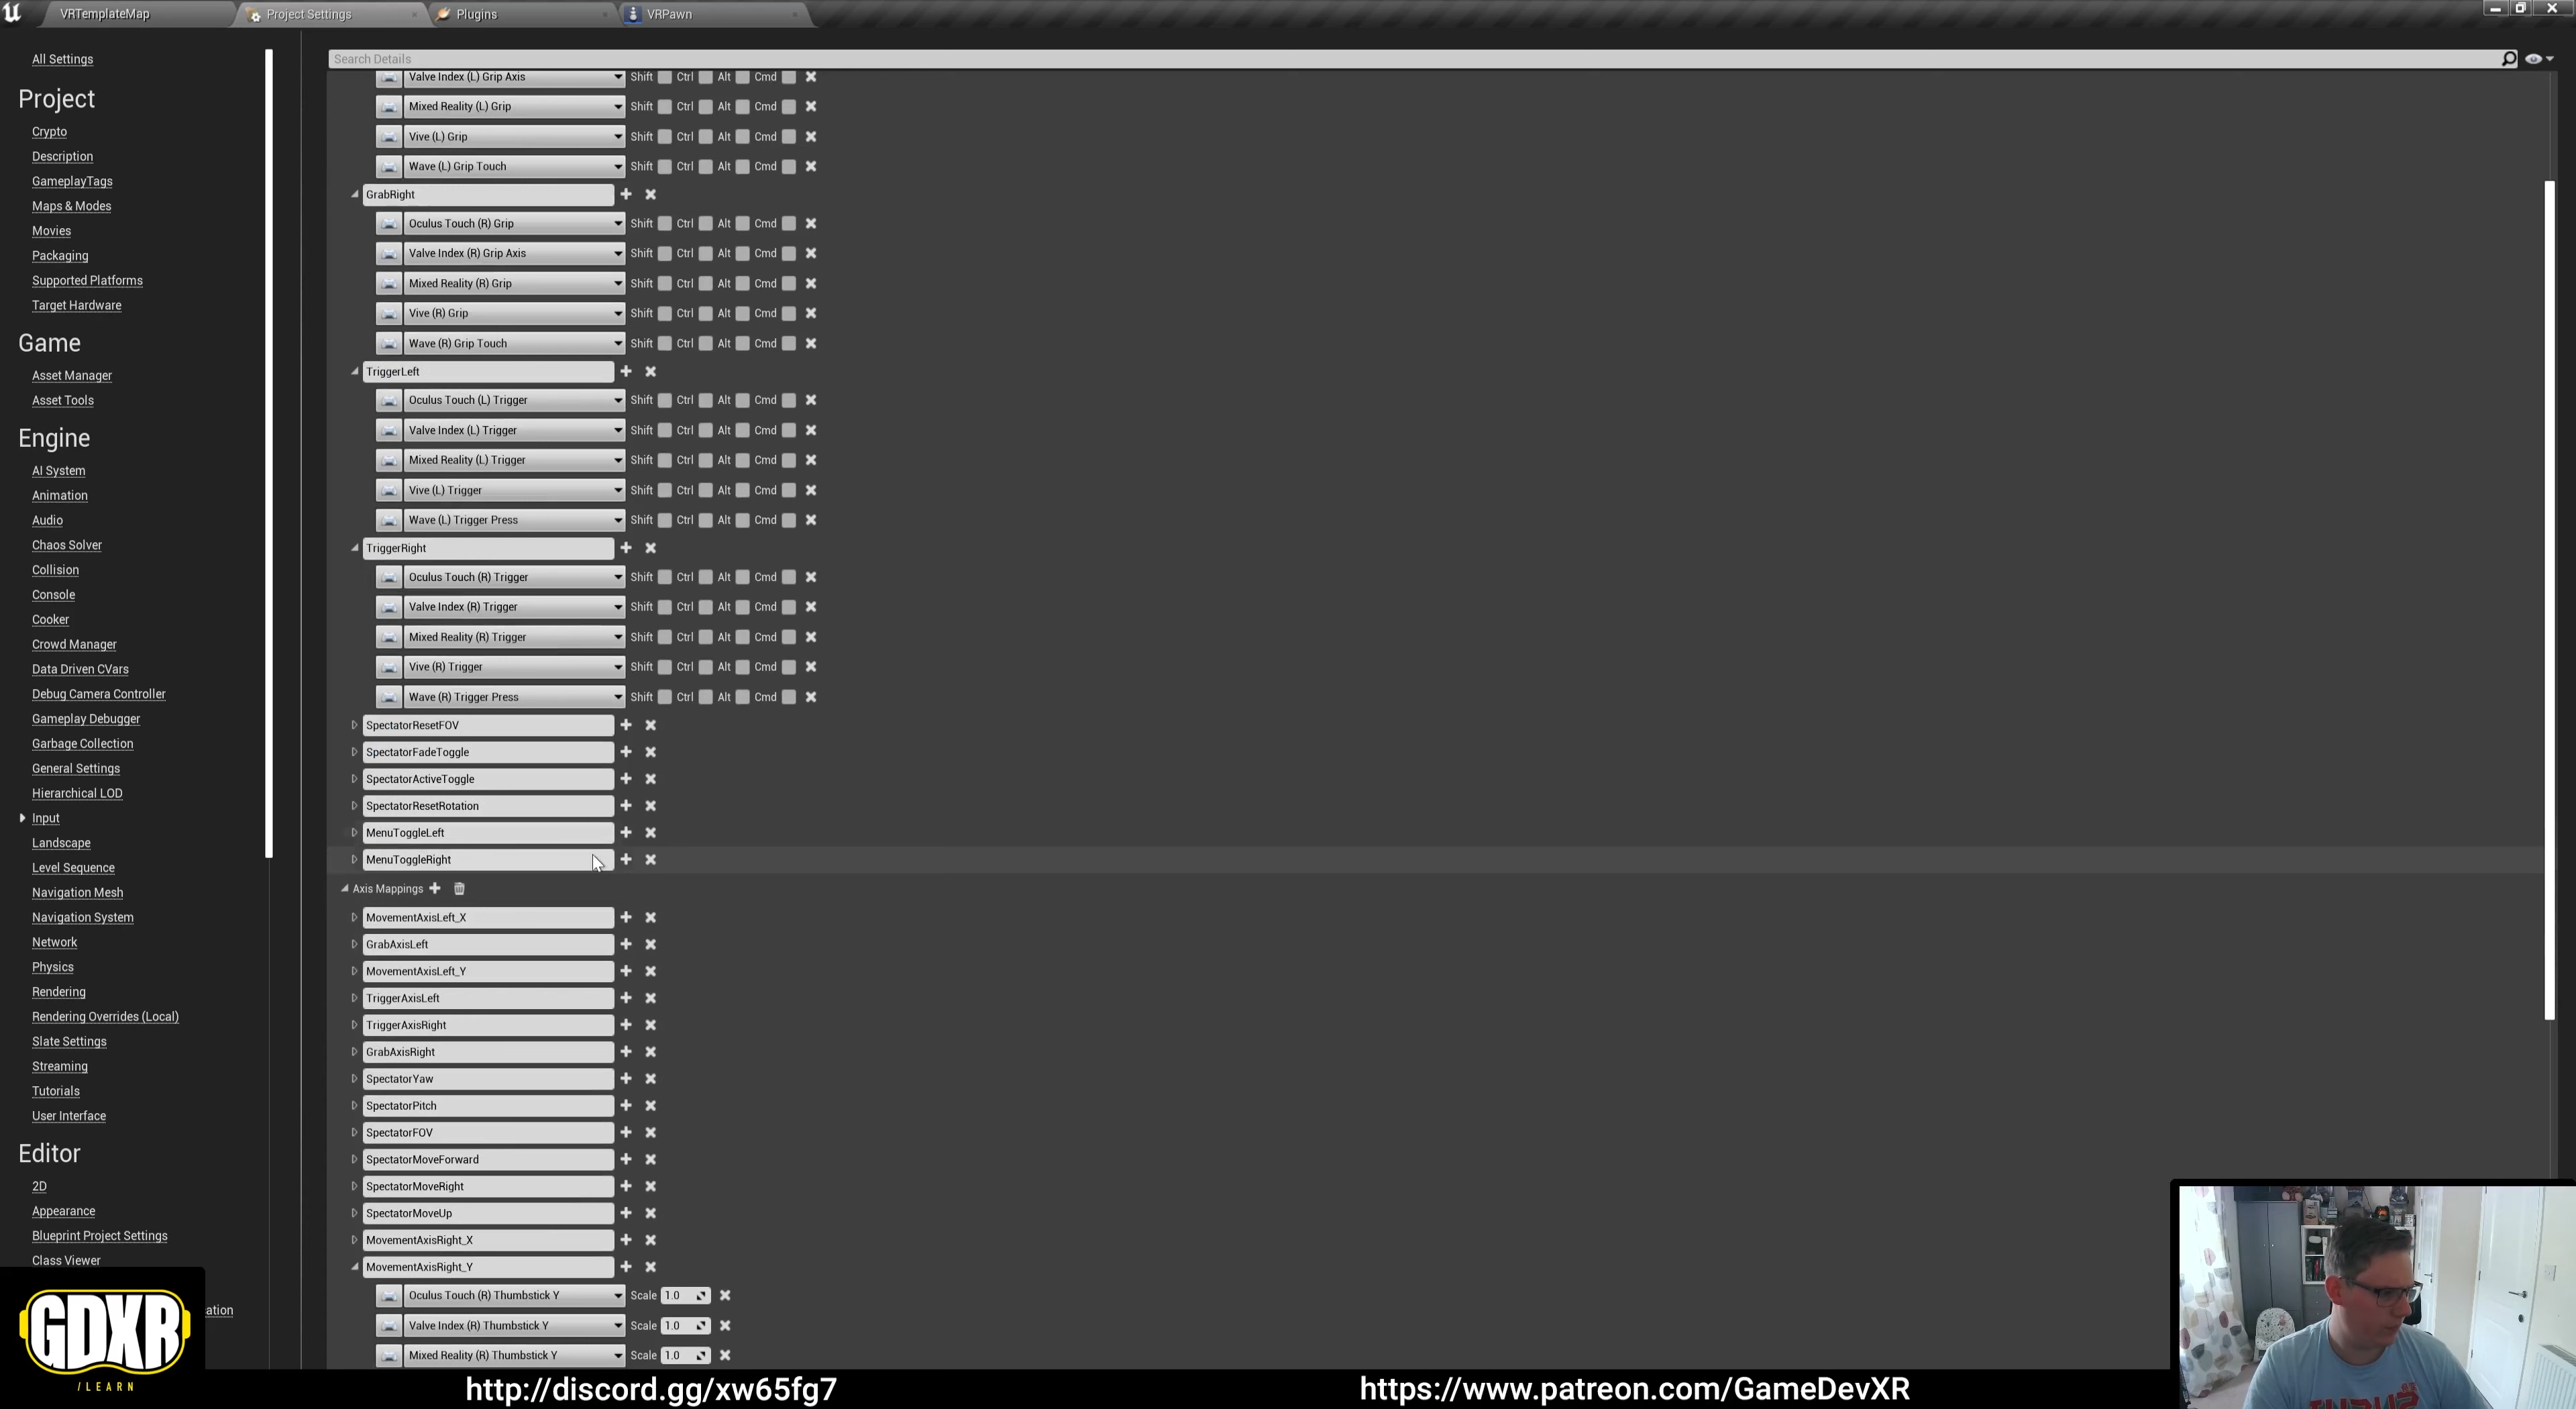 VRTemplateMap
Project Settings
Plugins
VRPawn
All Settings
Project
Crypto
Description
GameplayTags
Maps & Modes
Movies
Packaging
Supported Platforms
Target Hardware
Game
Asset Manager
Asset Tools
Engine
AI System
Animation
Audio
Chaos Solver
Collision
Console
Cooker
Crowd Manager
Data Driven CVars
Debug Camera Controller
Gameplay Debugger
Garbage Collection
General Settings
Hierarchical LOD
Input
Landscape
Level Sequence
Navigation Mesh
Navigation System
Network
Physics
Rendering
Rendering Overrides (Local)
Slate Settings
Streaming
Tutorials
User Interface
Editor
2D
Appearance
Blueprint Project Settings
Class Viewer
ation
Search Details
Valve Index (L) Grip Axis Shift Ctrl Alt Cmd
Mixed Reality (L) Grip Shift Ctrl Alt Cmd
Vive (L) Grip Shift Ctrl Alt Cmd
Wave (L) Grip Touch Shift Ctrl Alt Cmd
GrabRight
Oculus Touch (R) Grip Shift Ctrl Alt Cmd
Valve Index (R) Grip Axis Shift Ctrl Alt Cmd
Mixed Reality (R) Grip Shift Ctrl Alt Cmd
Vive (R) Grip Shift Ctrl Alt Cmd
Wave (R) Grip Touch Shift Ctrl Alt Cmd
TriggerLeft
Oculus Touch (L) Trigger Shift Ctrl Alt Cmd
Valve Index (L) Trigger Shift Ctrl Alt Cmd
Mixed Reality (L) Trigger Shift Ctrl Alt Cmd
Vive (L) Trigger Shift Ctrl Alt Cmd
Wave (L) Trigger Press Shift Ctrl Alt Cmd
TriggerRight
Oculus Touch (R) Trigger Shift Ctrl Alt Cmd
Valve Index (R) Trigger Shift Ctrl Alt Cmd
Mixed Reality (R) Trigger Shift Ctrl Alt Cmd
Vive (R) Trigger Shift Ctrl Alt Cmd
Wave (R) Trigger Press Shift Ctrl Alt Cmd
SpectatorResetFOV
SpectatorFadeToggle
SpectatorActiveToggle
SpectatorResetRotation
MenuToggleLeft
MenuToggleRight
Axis Mappings
MovementAxisLeft_X
GrabAxisLeft
MovementAxisLeft_Y
TriggerAxisLeft
TriggerAxisRight
GrabAxisRight
SpectatorYaw
SpectatorPitch
SpectatorFOV
SpectatorMoveForward
SpectatorMoveRight
SpectatorMoveUp
MovementAxisRight_X
MovementAxisRight_Y
Oculus Touch (R) Thumbstick Y Scale 1.0
Valve Index (R) Thumbstick Y Scale 1.0
Mixed Reality (R) Thumbstick Y Scale 1.0
GDXR
/LEARN
http://discord.gg/xw65fg7
https://www.patreon.com/GameDevXR